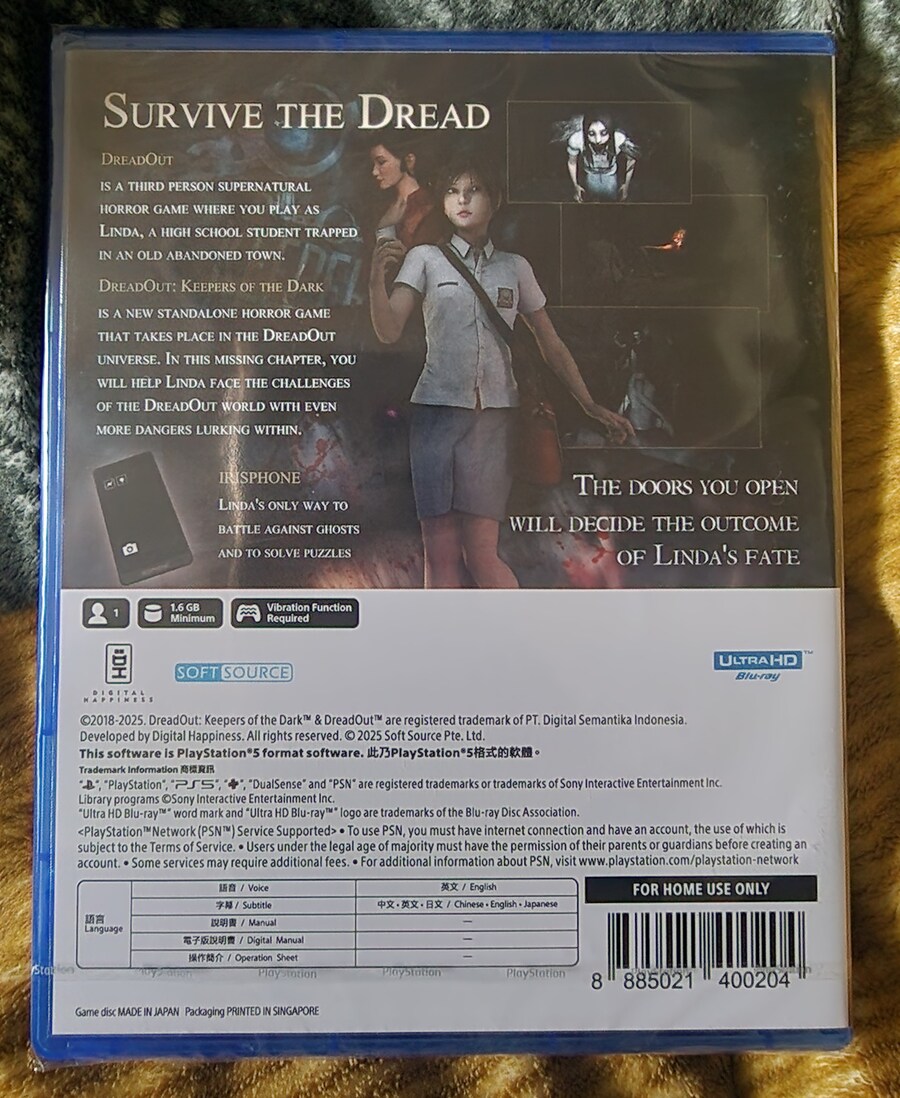 SURVIVE THE DREAD
DREADOUT
IS A THIRD PERSON SUPERNATURAL
HORROR GAME WHERE YOU PLAY AS
LINDA, A HIGH SCHOOL STUDENT TRAPPED
IN AN OLD ABANDONED TOWN.
DREADOUT: KEEPERS OF THE DARK
IS A NEW STANDALONE HORROR GAME
THAT TAKES PLACE IN THE DREADOUT
UNIVERSE. IN THIS MISSING CHAPTER, YOU
WILL HELP LINDA FACE THE CHALLENGES
OF THE DREADOUT WORLD WITH EVEN
MORE DANGERS LURKING WITHIN.
IRISPHONE
LINDA'S ONLY WAY TO
BATTLE AGAINST GHOSTS
AND TO SOLVE PUZZLES
THE DOORS YOU OPEN
WILL DECIDE THE OUTCOME
OF LINDA'S FATE
1
1.6 GB
Minimum
Vibration Function
Required
DIGITAL
HAPPINESS
SOFT SOURCE
ULTRA HD™
Blu-ray
©2018-2025. DreadOut: Keepers of the Dark™ & DreadOut™ are registered trademark of PT. Digital Semantika Indonesia.
Developed by Digital Happiness. All rights reserved. © 2025 Soft Source Pte. Ltd.
This software is PlayStation®5 format software. 此乃PlayStation®5格式的軟體。
Trademark Information 商標資訊
"PS", "PlayStation", "PS5", "✚", "DualSense" and "PSN" are registered trademarks or trademarks of Sony Interactive Entertainment Inc.
Library programs ©Sony Interactive Entertainment Inc.
"Ultra HD Blu-ray™" word mark and "Ultra HD Blu-ray™" logo are trademarks of the Blu-ray Disc Association.
<PlayStation™Network (PSN™) Service Supported> • To use PSN, you must have internet connection and have an account, the use of which is
subject to the Terms of Service. • Users under the legal age of majority must have the permission of their parents or guardians before creating an
account. • Some services may require additional fees. • For additional information about PSN, visit www.playstation.com/playstation-network
語言
Language
語音 / Voice 英文 / English
字幕 / Subtitle 中文・英文・日文 / Chinese・English・Japanese
說明書 / Manual —
電子版說明書 / Digital Manual —
操作簡介 / Operation Sheet —
FOR HOME USE ONLY
8 885021 400204
PlayStation PlayStation PlayStation
Game disc MADE IN JAPAN Packaging PRINTED IN SINGAPORE